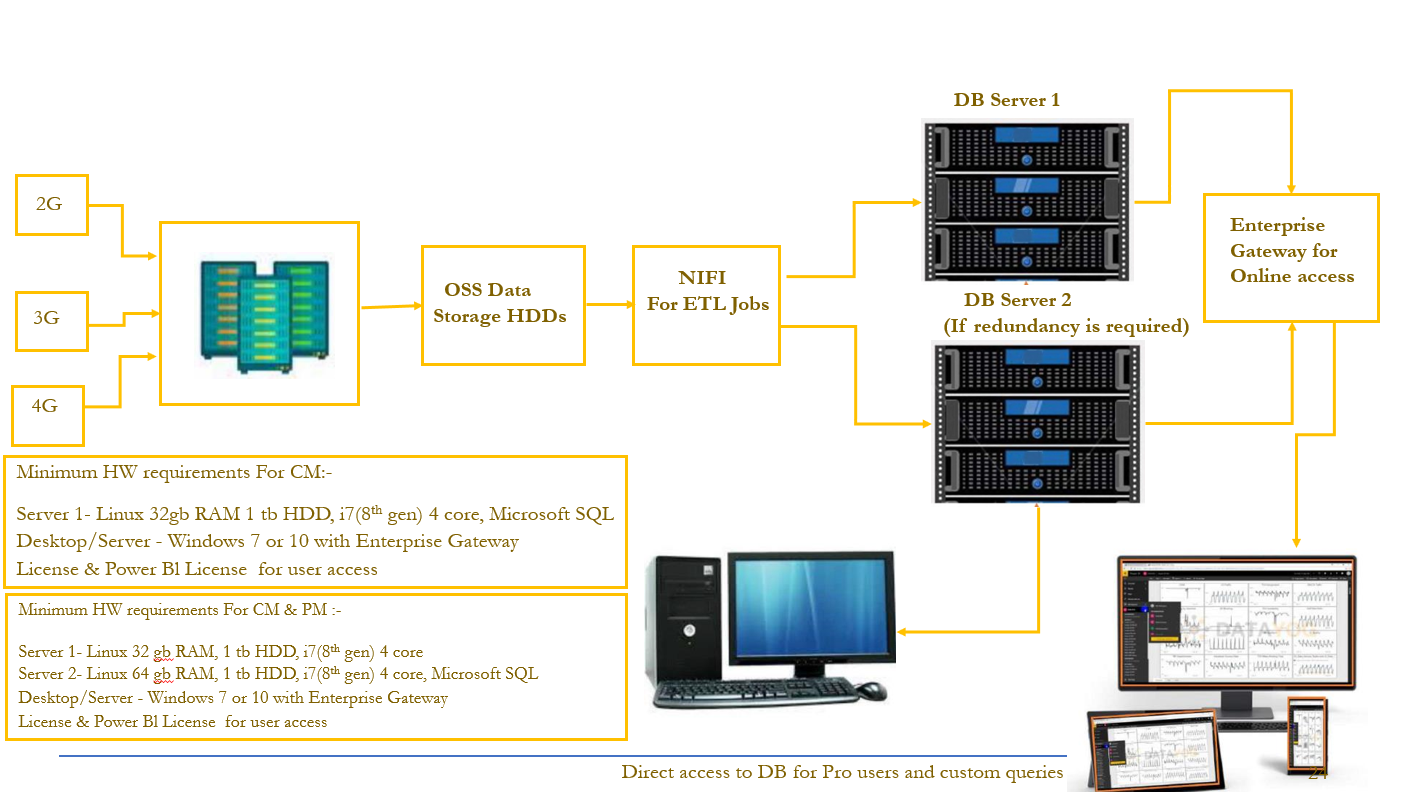 DB Server 1
2G
3G
4G
OSS Data
Storage HDDs
NIFI
For ETL Jobs
Enterprise
Gateway for
Online access
DB Server 2
(If redundancy is required)
Minimum HW requirements For CM:-
Server 1- Linux 32gb RAM 1 tb HDD, i7(8th gen) 4 core, Microsoft SQL
Desktop/Server - Windows 7 or 10 with Enterprise Gateway
License & Power Bl License for user access
Minimum HW requirements For CM & PM :-
Server 1- Linux 32 gb RAM, 1 tb HDD, i7(8th gen) 4 core
Server 2- Linux 64 gb RAM, 1 tb HDD, i7(8th gen) 4 core, Microsoft SQL
Desktop/Server - Windows 7 or 10 with Enterprise Gateway
License & Power Bl License for user access
Direct access to DB for Pro users and custom queries
24